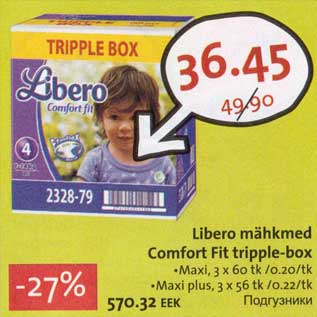 TRIPPLE BOX
Libero
Comfort fit
4
2328-79
36.45
49.90
Libero mähkmed
Comfort Fit tripple-box
•Maxi, 3 x 60 tk /0.20/tk
•Maxi plus, 3 x 56 tk /0.22/tk
-27%
570.32 EEK
Подгузники